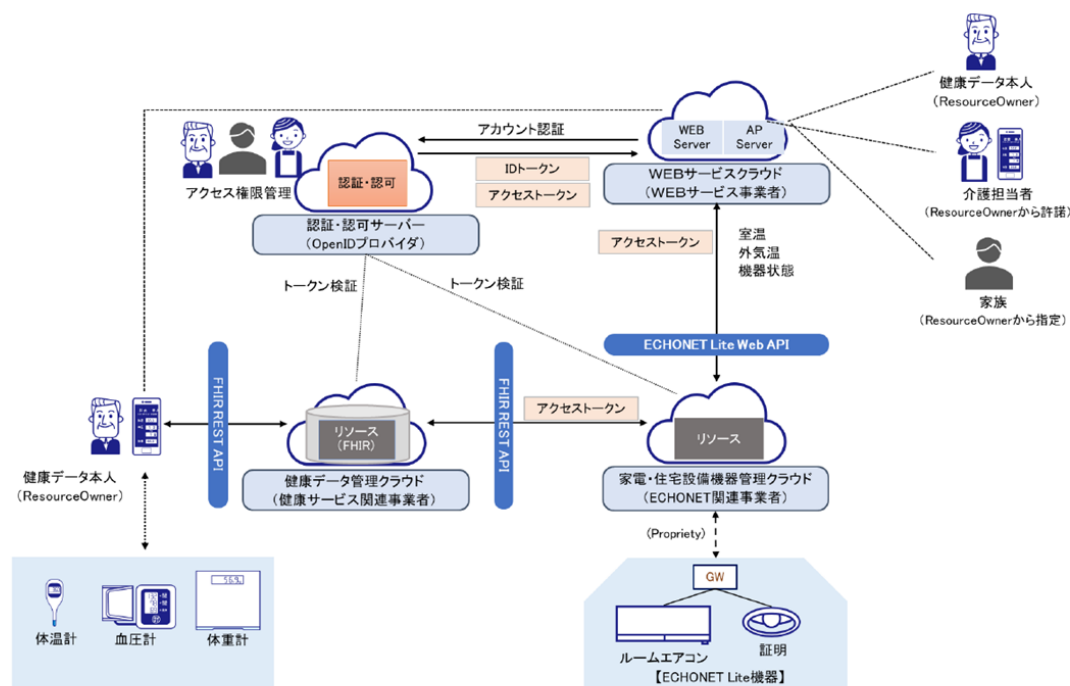 健康データ本人
(ResourceOwner)
アカウント認証
WEB
Server
AP
Server
アクセス権限管理
認証・認可
IDトークン
アクセストークン
WEBサービスクラウド
(WEBサービス事業者)
介護担当者
(ResourceOwnerから許諾)
認証・認可サーバー
(OpenIDプロバイダ)
アクセストークン
室温
外気温
機器状態
トークン検証
トークン検証
家族
(ResourceOwnerから指定)
ECHONET Lite Web API
FHIR REST API
FHIR REST API
アクセストークン
リソース
(FHIR)
リソース
健康データ本人
(ResourceOwner)
健康データ管理クラウド
(健康サービス関連事業者)
家電・住宅設備機器管理クラウド
(ECHONET関連事業者)
(Propriety)
GW
体温計
血圧計
体重計
ルームエアコン
証明
【ECHONET Lite機器】